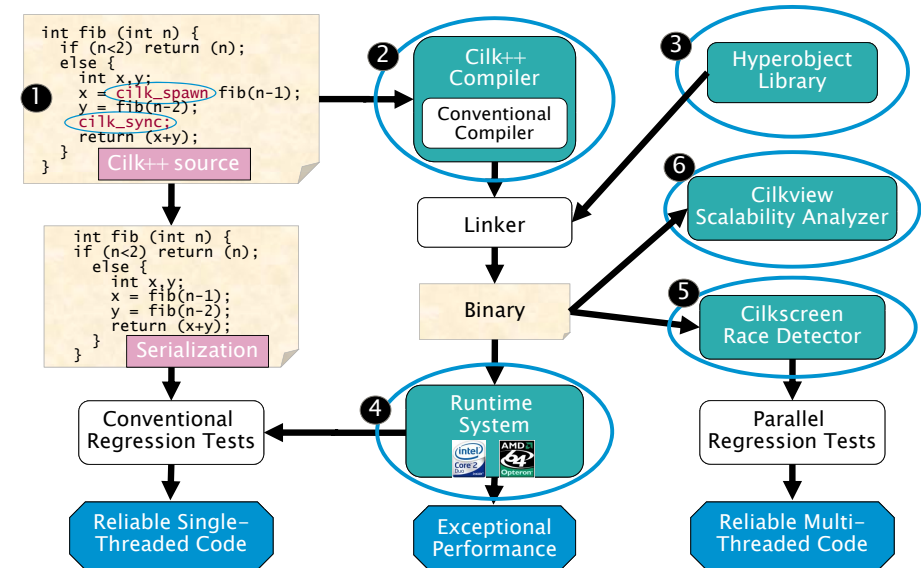 1
int fib (int n) {
if (n<2) return (n);
else {
int x,y;
x = cilk_spawn fib(n-1);
y = fib(n-2);
cilk_sync;
return (x+y);
}
}
Cilk++ source
2
Cilk++
Compiler
Conventional
Compiler
3
Hyperobject
Library
Linker
6
Cilkview
Scalability Analyzer
int fib (int n) {
if (n<2) return (n);
else {
int x,y;
x = fib(n-1);
y = fib(n-2);
return (x+y);
}
}
Serialization
Binary
5
Cilkscreen
Race Detector
Conventional
Regression Tests
4
Runtime
System
intel
Core 2
Duo
inside™
AMD
64
Opteron
Parallel
Regression Tests
Reliable Single-
Threaded Code
Exceptional
Performance
Reliable Multi-
Threaded Code